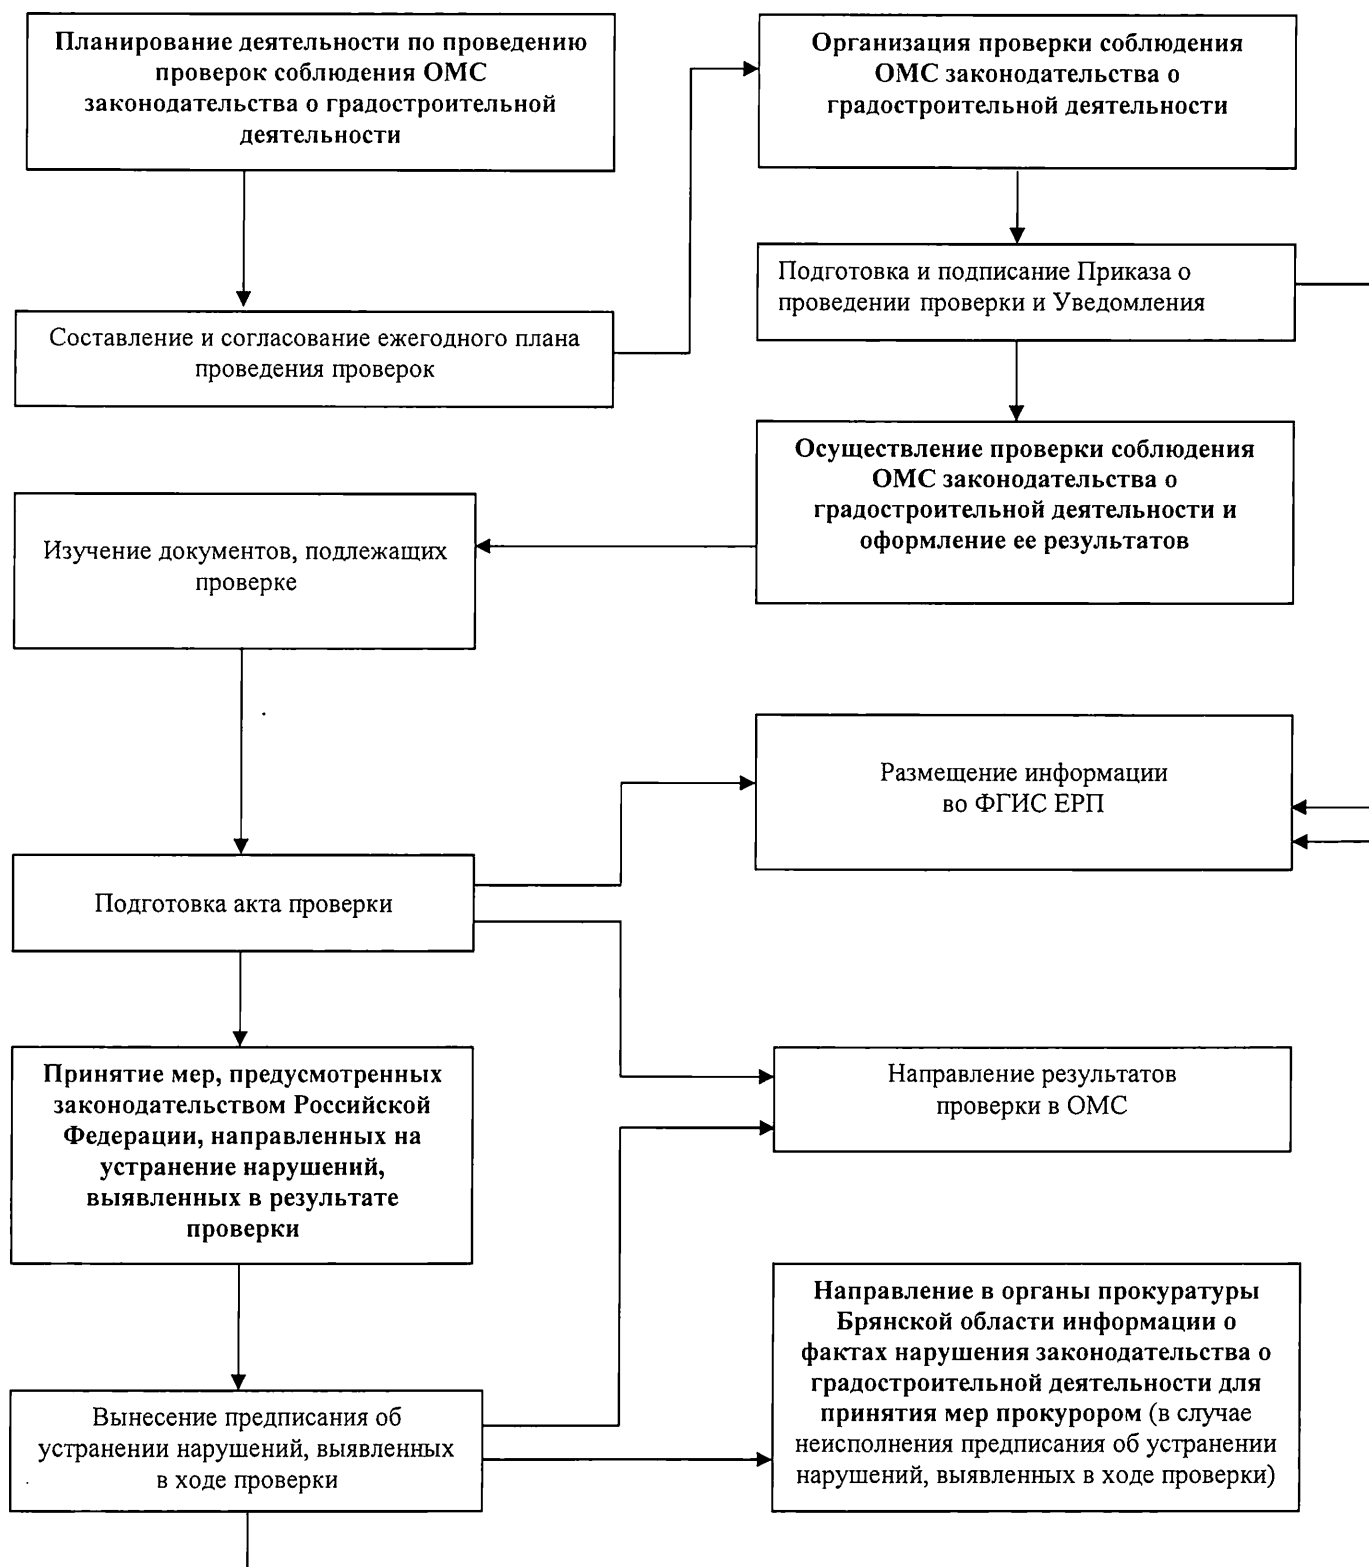 Планирование деятельности по проведению
проверок соблюдения ОМС
законодательства о градостроительной
деятельности
Составление и согласование ежегодного плана
проведения проверок
Организация проверки соблюдения
ОМС законодательства о
градостроительной деятельности
Подготовка и подписание Приказа о
проведении проверки и Уведомления
Осуществление проверки соблюдения
ОМС законодательства о
градостроительной деятельности и
оформление ее результатов
Изучение документов, подлежащих
проверке
Размещение информации
во ФГИС ЕРП
Подготовка акта проверки
Принятие мер, предусмотренных
законодательством Российской
Федерации, направленных на
устранение нарушений,
выявленных в результате
проверки
Направление результатов
проверки в ОМС
Вынесение предписания об
устранении нарушений, выявленных
в ходе проверки
Направление в органы прокуратуры
Брянской области информации о
фактах нарушения законодательства о
градостроительной деятельности для
принятия мер прокурором (в случае
неисполнения предписания об устранении
нарушений, выявленных в ходе проверки)